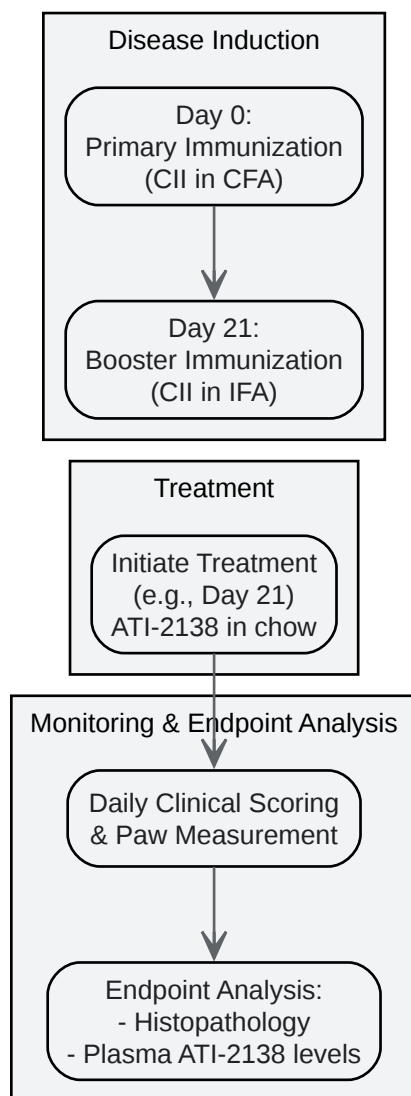 Disease Induction
Day 0:
Primary Immunization
(CII in CFA)
Day 21:
Booster Immunization
(CII in IFA)
Treatment
Initiate Treatment
(e.g., Day 21)
ATI-2138 in chow
Monitoring & Endpoint Analysis
Daily Clinical Scoring
& Paw Measurement
Endpoint Analysis:
- Histopathology
- Plasma ATI-2138 levels